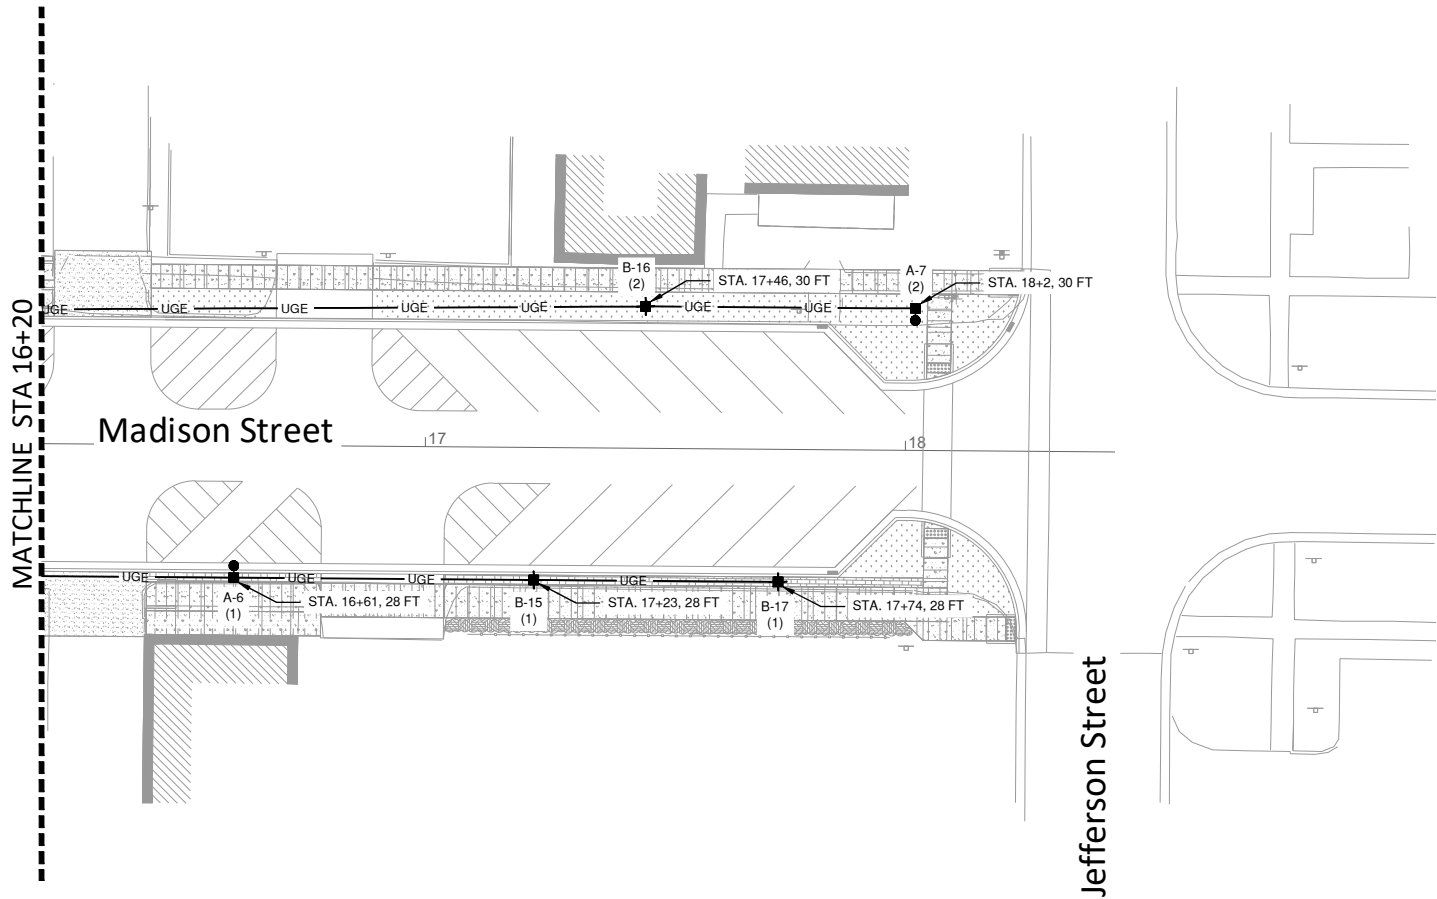 MATCHLINE STA 16+20
B-16
(2)
STA. 17+46, 30 FT
A-7
(2)
STA. 18+2, 30 FT
UGE
UGE
UGE
UGE
UGE
UGE
UGE
Madison Street
17
18
UGE
UGE
UGE
UGE
A-6
(1)
STA. 16+61, 28 FT
B-15
(1)
STA. 17+23, 28 FT
B-17
(1)
STA. 17+74, 28 FT
Jefferson Street